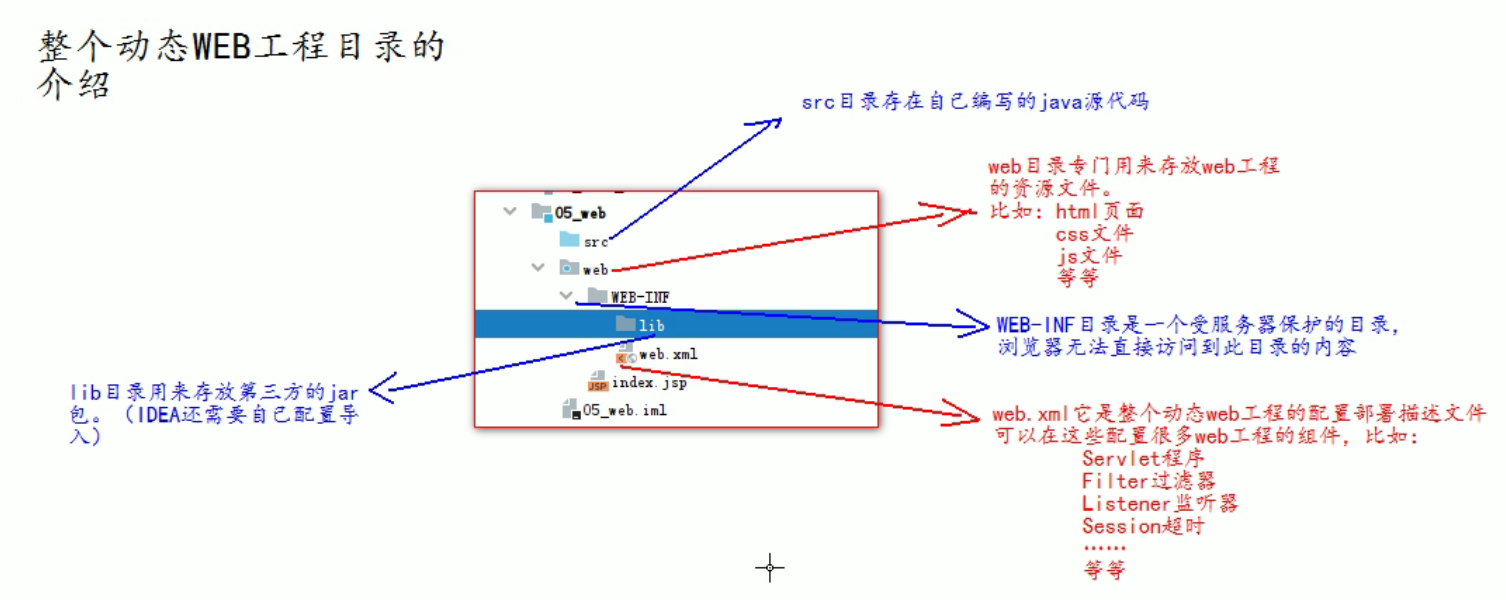 整个动态WEB工程目录的
介绍
src目录存在自己编写的java源代码
web目录专门用来存放web工程
的资源文件。
比如：html页面
css文件
js文件
等等
05_web
src
web
WEB-INF
lib
web.xml
index.jsp
05_web.iml
WEB-INF目录是一个受服务器保护的目录，
浏览器无法直接访问到此目录的内容
lib目录用来存放第三方的jar
包。（IDEA还需要自己配置导
入）
web.xml它是整个动态web工程的配置部署描述文件
可以在这些配置很多web工程的组件，比如：
Servlet程序
Filter过滤器
Listener监听器
Session超时
……
等等